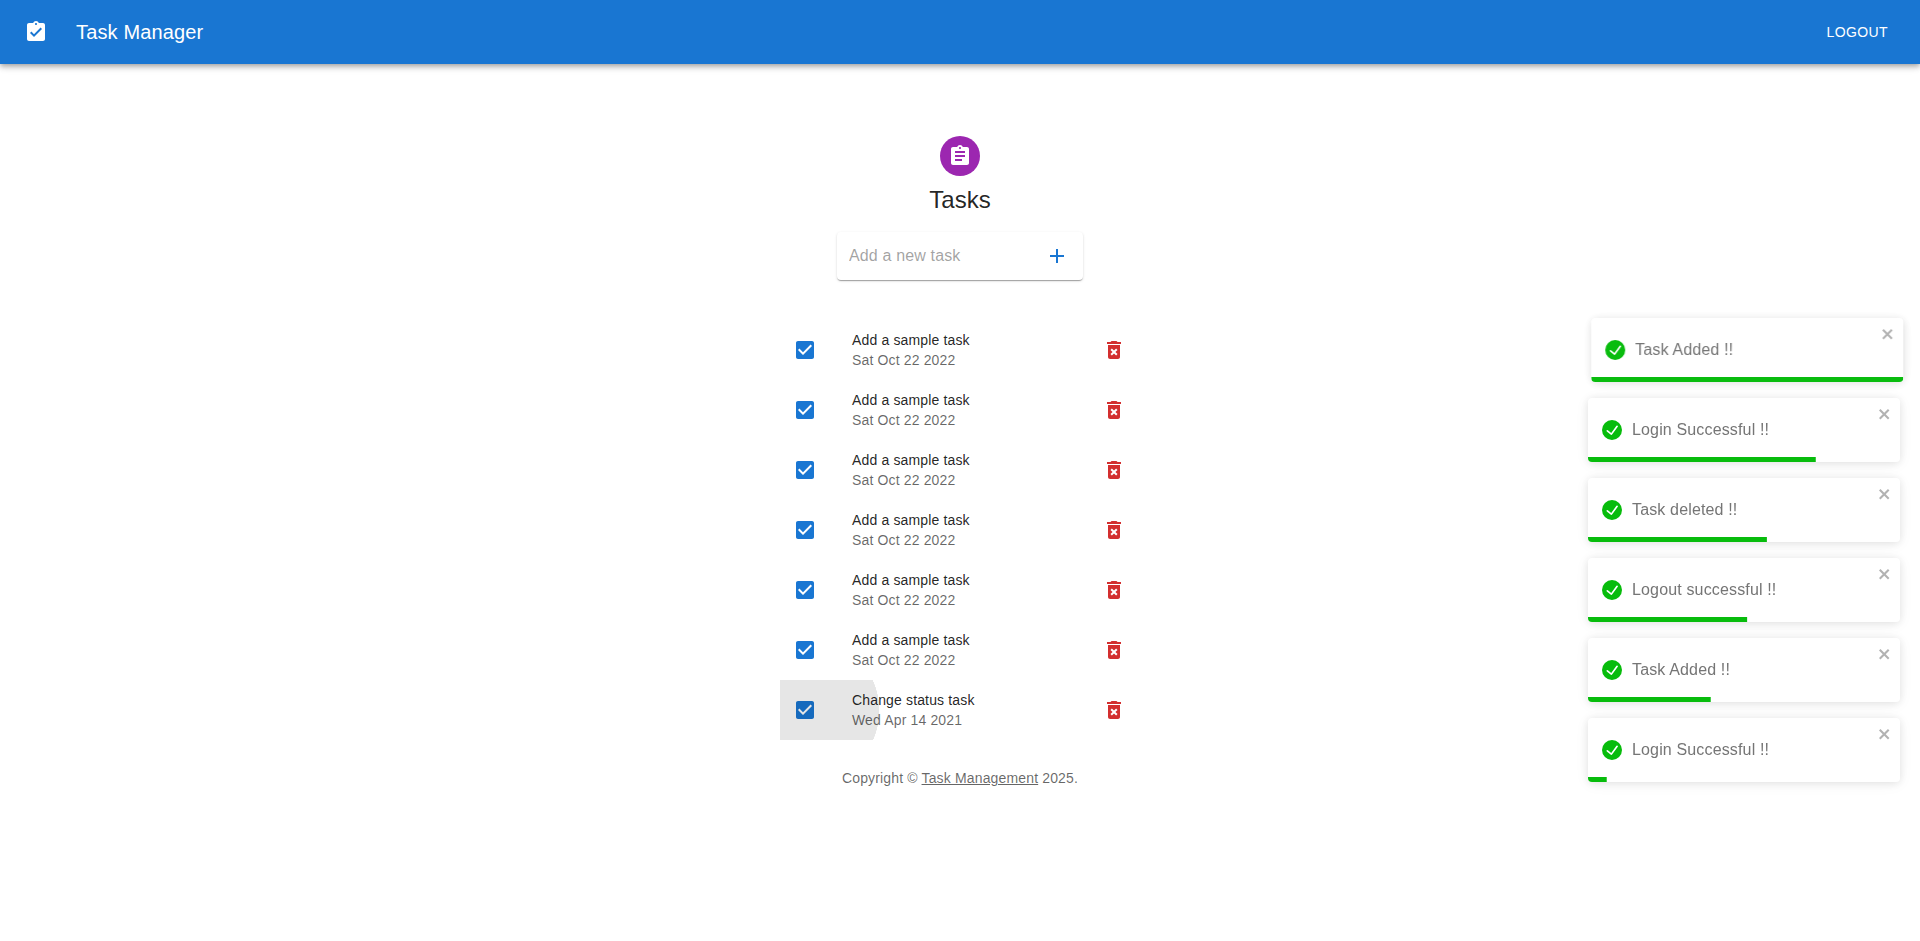 Task Manager
LOGOUT
Tasks
Add a new task
Add a sample task
Sat Oct 22 2022
Add a sample task
Sat Oct 22 2022
Add a sample task
Sat Oct 22 2022
Add a sample task
Sat Oct 22 2022
Add a sample task
Sat Oct 22 2022
Add a sample task
Sat Oct 22 2022
Change status task
Wed Apr 14 2021
Copyright © Task Management 2025.
Task Added !!
Login Successful !!
Task deleted !!
Logout successful !!
Task Added !!
Login Successful !!